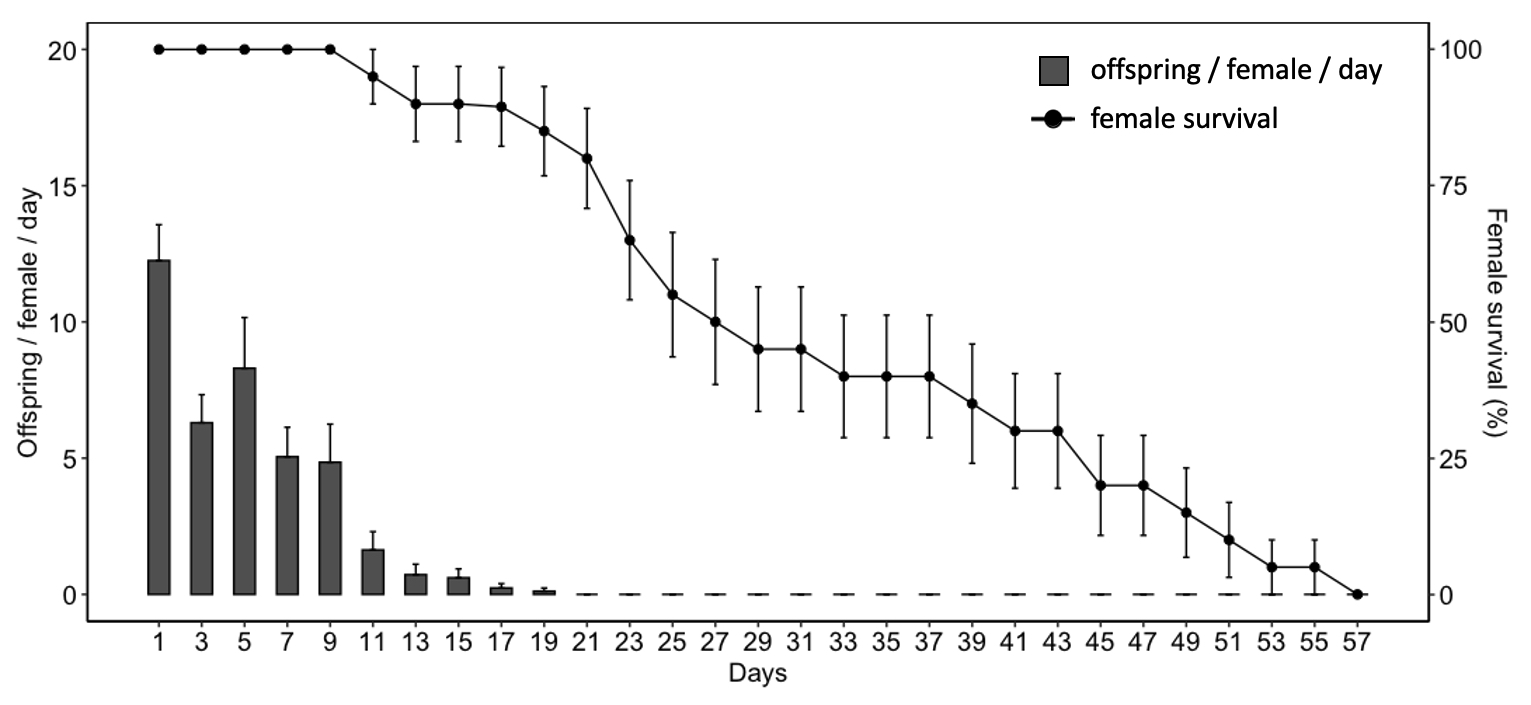 offspring / female / day
female survival
Offspring / female / day
20
15
10
5
0
Female survival (%)
100
75
50
25
0
1 3 5 7 9 11 13 15 17 19 21 23 25 27 29 31 33 35 37 39 41 43 45 47 49 51 53 55 57
Days